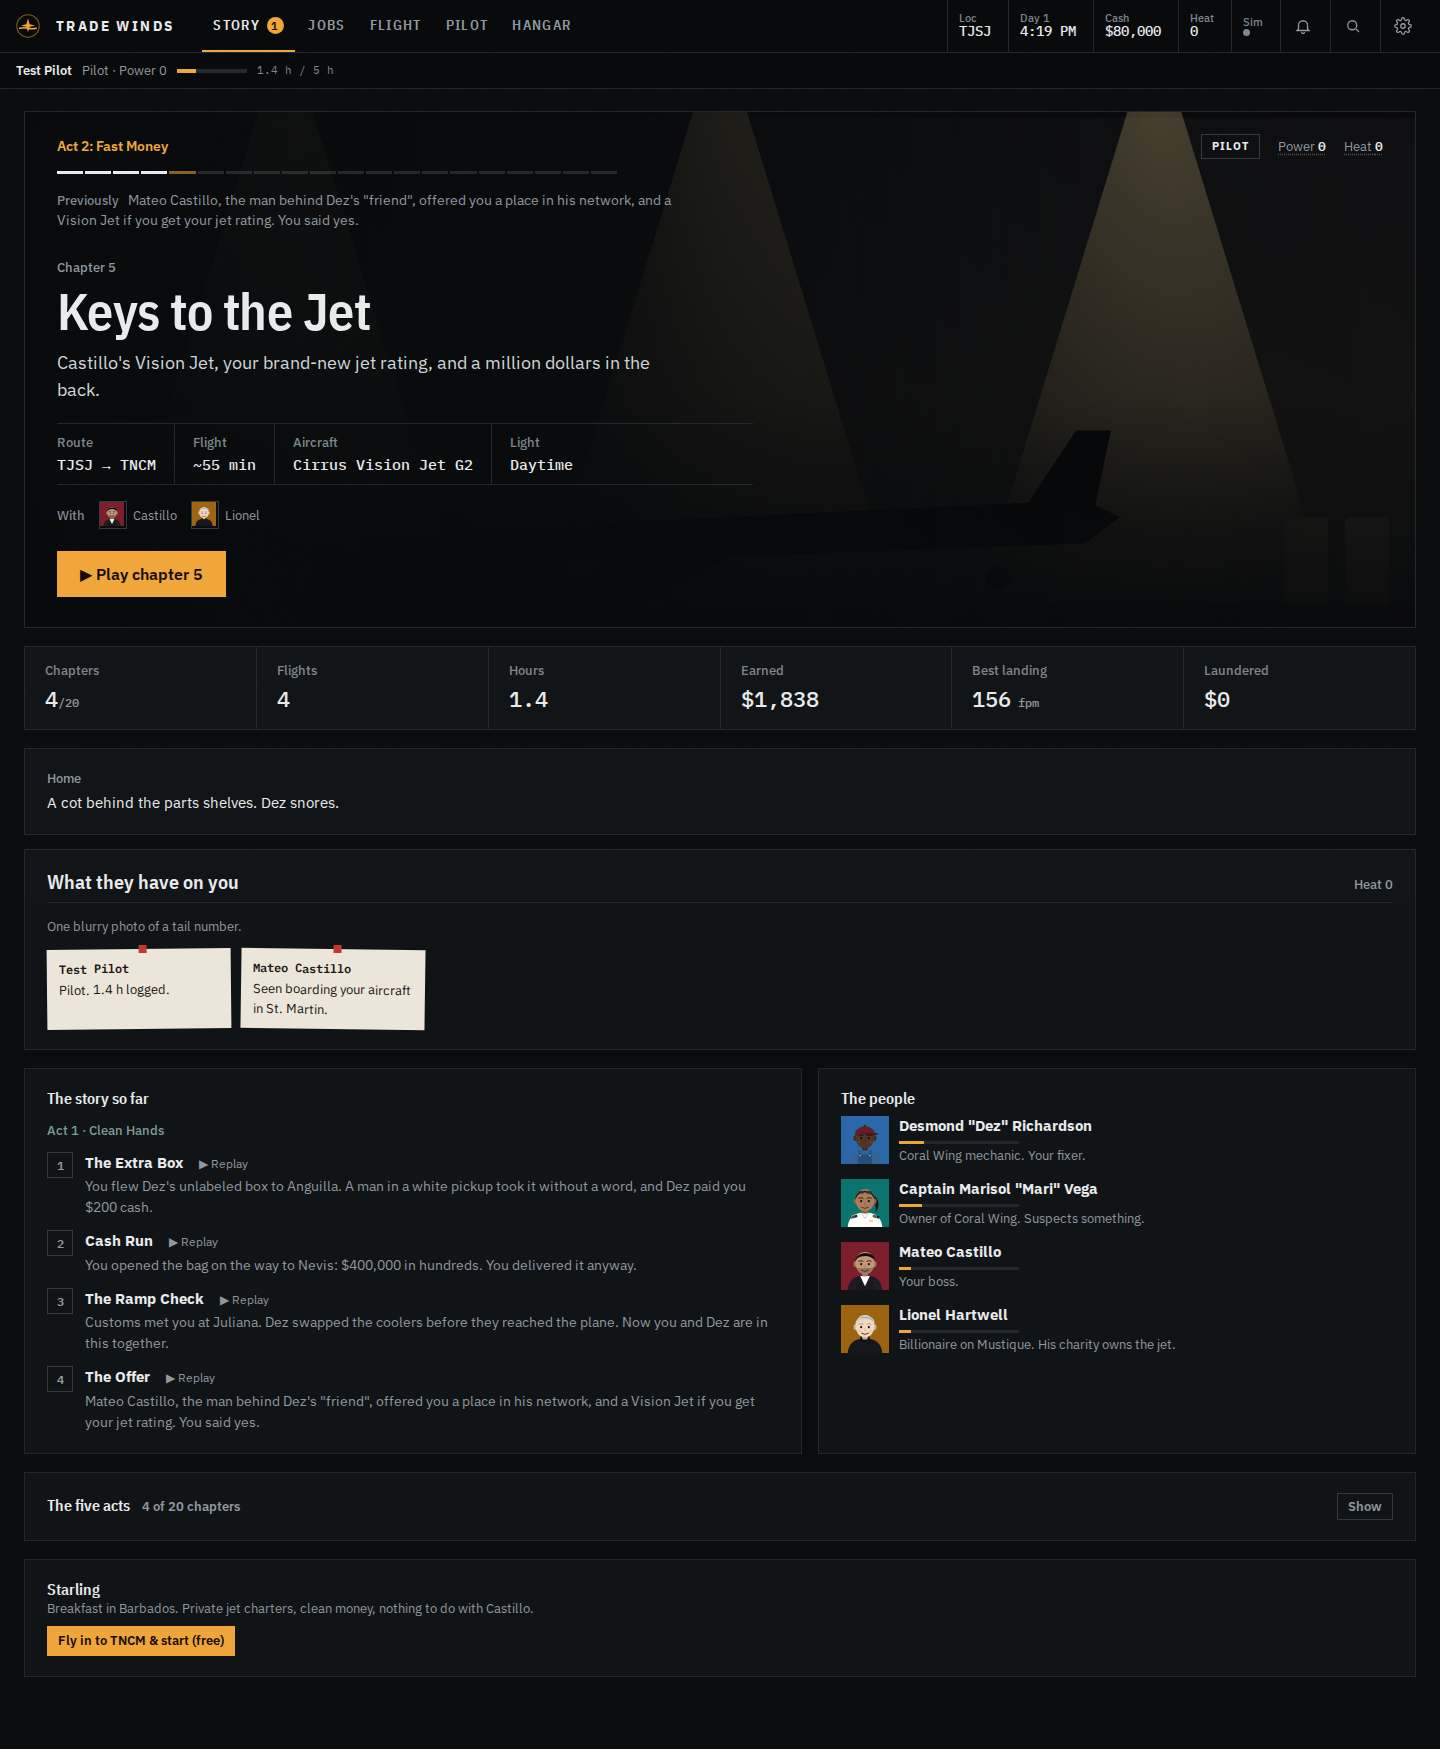 TRADE WINDS
STORY 1
JOBS
FLIGHT
PILOT
HANGAR
Loc
TJSJ
Day 1
4:19 PM
Cash
$80,000
Heat
0
Sim
Test Pilot Pilot · Power 0 1.4 h / 5 h
Act 2: Fast Money
PILOT
Power 0
Heat 0
Previously Mateo Castillo, the man behind Dez's "friend", offered you a place in his network, and a
Vision Jet if you get your jet rating. You said yes.
Chapter 5
Keys to the Jet
Castillo's Vision Jet, your brand-new jet rating, and a million dollars in the
back.
Route
TJSJ → TNCM
Flight
~55 min
Aircraft
Cirrus Vision Jet G2
Light
Daytime
With Castillo Lionel
▶ Play chapter 5
Chapters
4/20
Flights
4
Hours
1.4
Earned
$1,838
Best landing
156 fpm
Laundered
$0
Home
A cot behind the parts shelves. Dez snores.
What they have on you
Heat 0
One blurry photo of a tail number.
Test Pilot
Pilot. 1.4 h logged.
Mateo Castillo
Seen boarding your aircraft
in St. Martin.
The story so far
Act 1 · Clean Hands
1 The Extra Box ▶ Replay
You flew Dez's unlabeled box to Anguilla. A man in a white pickup took it without a word, and Dez paid you
$200 cash.
2 Cash Run ▶ Replay
You opened the bag on the way to Nevis: $400,000 in hundreds. You delivered it anyway.
3 The Ramp Check ▶ Replay
Customs met you at Juliana. Dez swapped the coolers before they reached the plane. Now you and Dez are in
this together.
4 The Offer ▶ Replay
Mateo Castillo, the man behind Dez's "friend", offered you a place in his network, and a Vision Jet if you get
your jet rating. You said yes.
The people
Desmond "Dez" Richardson
Coral Wing mechanic. Your fixer.
Captain Marisol "Mari" Vega
Owner of Coral Wing. Suspects something.
Mateo Castillo
Your boss.
Lionel Hartwell
Billionaire on Mustique. His charity owns the jet.
The five acts 4 of 20 chapters
Show
Starling
Breakfast in Barbados. Private jet charters, clean money, nothing to do with Castillo.
Fly in to TNCM & start (free)